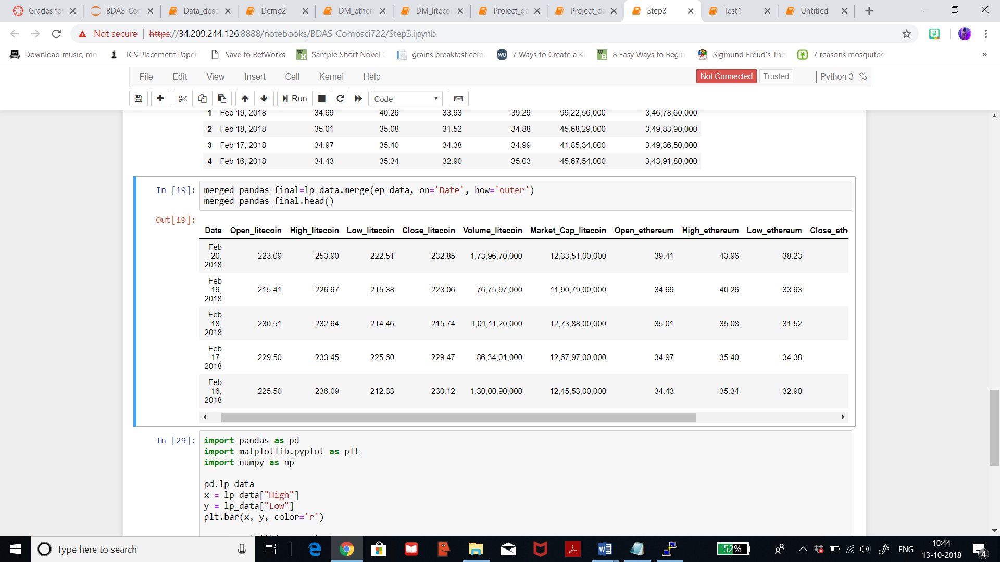 Grades for
BDAS-Con
Data_desc
Demo2
DM_ether
DM_liteco
Project_da
Project_da
Step3
Test1
Untitled
Not secure
https://34.209.244.126:8888/notebooks/BDAS-Compsci722/Step3.ipynb
Download music, mo
TCS Placement Paper
Save to RefWorks
Sample Short Novel
grains breakfast cerea
7 Ways to Create a Ki
8 Easy Ways to Begin
Sigmund Freud's The
7 reasons mosquitoes
»
File Edit View Insert Cell Kernel Help
Not Connected
Trusted
Python 3
Run
Code
1 Feb 19, 2018 34.69 40.26 33.93 39.29 99,22,56,000 3,46,78,60,000
2 Feb 18, 2018 35.01 35.08 31.52 34.88 45,68,29,000 3,49,83,90,000
3 Feb 17, 2018 34.97 35.40 34.38 34.99 41,85,34,000 3,49,36,50,000
4 Feb 16, 2018 34.43 35.34 32.90 35.03 45,67,54,000 3,43,91,80,000
In [19]: merged_pandas_final=lp_data.merge(ep_data, on='Date', how='outer')
merged_pandas_final.head()
Out[19]:
Date Open_litecoin High_litecoin Low_litecoin Close_litecoin Volume_litecoin Market_Cap_litecoin Open_ethereum High_ethereum Low_ethereum Close_eth
Feb
20, 223.09 253.90 222.51 232.85 1,73,96,70,000 12,33,51,00,000 39.41 43.96 38.23
2018
Feb
19, 215.41 226.97 215.38 223.06 76,75,97,000 11,90,79,00,000 34.69 40.26 33.93
2018
Feb
18, 230.51 232.64 214.46 215.74 1,01,11,20,000 12,73,88,00,000 35.01 35.08 31.52
2018
Feb
17, 229.50 233.45 225.60 229.47 86,34,01,000 12,67,97,00,000 34.97 35.40 34.38
2018
Feb
16, 225.50 236.09 212.33 230.12 1,30,00,90,000 12,45,53,00,000 34.43 35.34 32.90
2018
In [29]: import pandas as pd
import matplotlib.pyplot as plt
import numpy as np
pd.lp_data
x = lp_data["High"]
y = lp_data["Low"]
plt.bar(x, y, color='r')
Type here to search
52%
ENG
10:44
13-10-2018
4